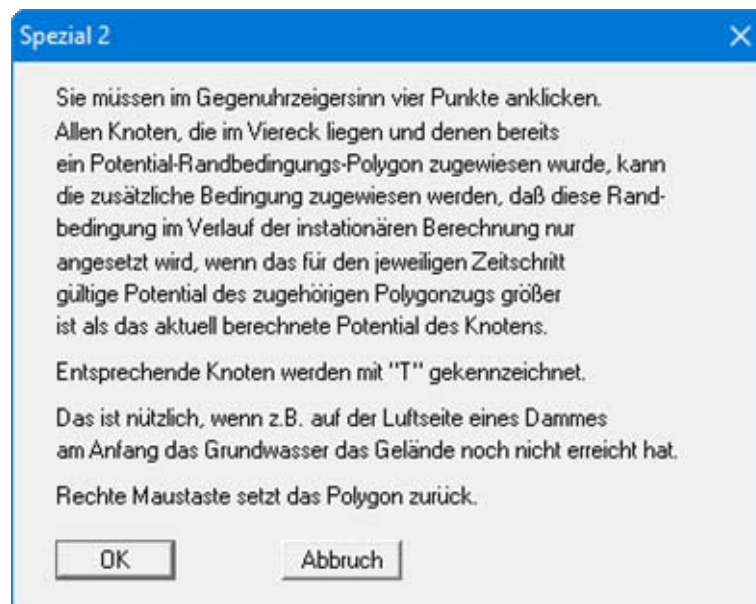 Spezial 2
Sie müssen im Gegenuhrzeigersinn vier Punkte anklicken.
Allen Knoten, die im Viereck liegen und denen bereits
ein Potential-Randbedingungs-Polygon zugewiesen wurde, kann
die zusätzliche Bedingung zugewiesen werden, daß diese Rand-
bedingung im Verlauf der instationären Berechnung nur
angesetzt wird, wenn das für den jeweiligen Zeitschritt
gültige Potential des zugehörigen Polygonzugs größer
ist als das aktuell berechnete Potential des Knotens.
Entsprechende Knoten werden mit "T" gekennzeichnet.
Das ist nützlich, wenn z.B. auf der Luftseite eines Dammes
am Anfang das Grundwasser das Gelände noch nicht erreicht hat.
Rechte Maustaste setzt das Polygon zurück.
OK Abbruch